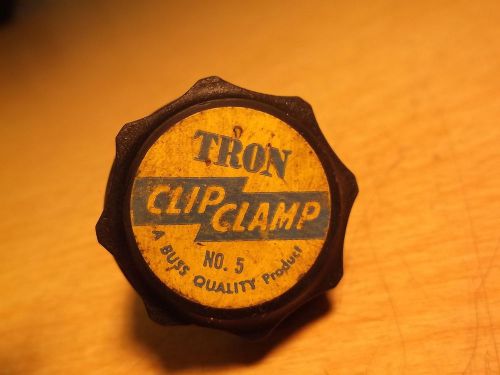 TRON
CLIP CLAMP
NO. 5
A BUSS QUALITY Product